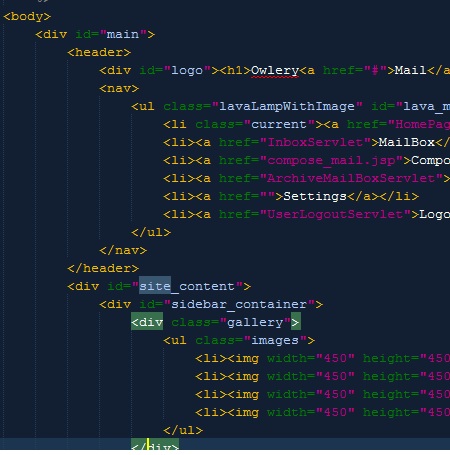 <body>
<div id="main">
<header>
<div id="logo"><h1>Owlery<a href="#">Mail</a
<nav>
<ul class="lavaLampWithImage" id="lava_m
<li class="current"><a href="HomePag
<li><a href="InboxServlet">MailBox</
<li><a href="compose_mail.jsp">Compo
<li><a href="ArchiveMailBoxServlet">
<li><a href="">Settings</a></li>
<li><a href="UserLogoutServlet">Logo
</ul>
</nav>
</header>
<div id="site_content">
<div id="sidebar_container">
<div class="gallery">
<ul class="images">
<li><img width="450" height="450
<li><img width="450" height="450
<li><img width="450" height="450
<li><img width="450" height="450
</ul>
</div>